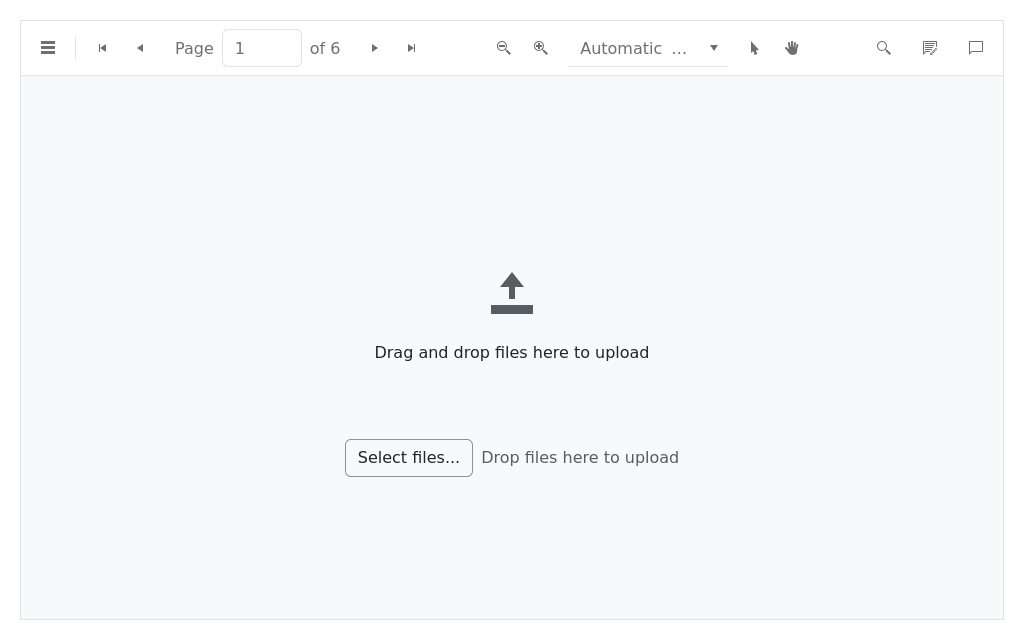 Page 1 of 6 Automatic ...
Drag and drop files here to upload
Select files... Drop files here to upload